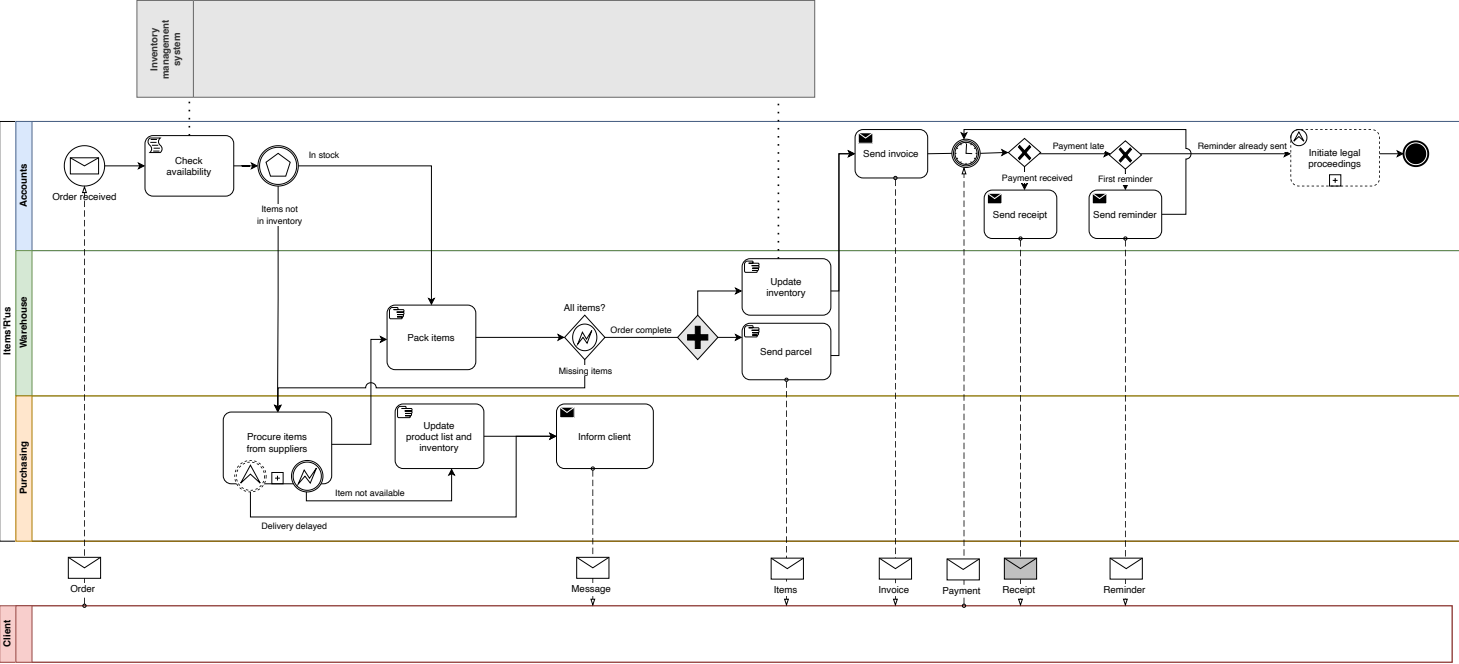 Inventory
management
system
Items'R'us
Accounts
Order received
Check
availability
In stock
Items not
in inventory
Send invoice
Payment late
Payment received
Send receipt
First reminder
Send reminder
Reminder already sent
Initiate legal
proceedings
Warehouse
Pack items
All items?
Order complete
Missing items
Update
inventory
Send parcel
Purchasing
Procure items
from suppliers
Item not available
Delivery delayed
Update
product list and
inventory
Inform client
Order
Message
Items
Invoice
Payment
Receipt
Reminder
Client